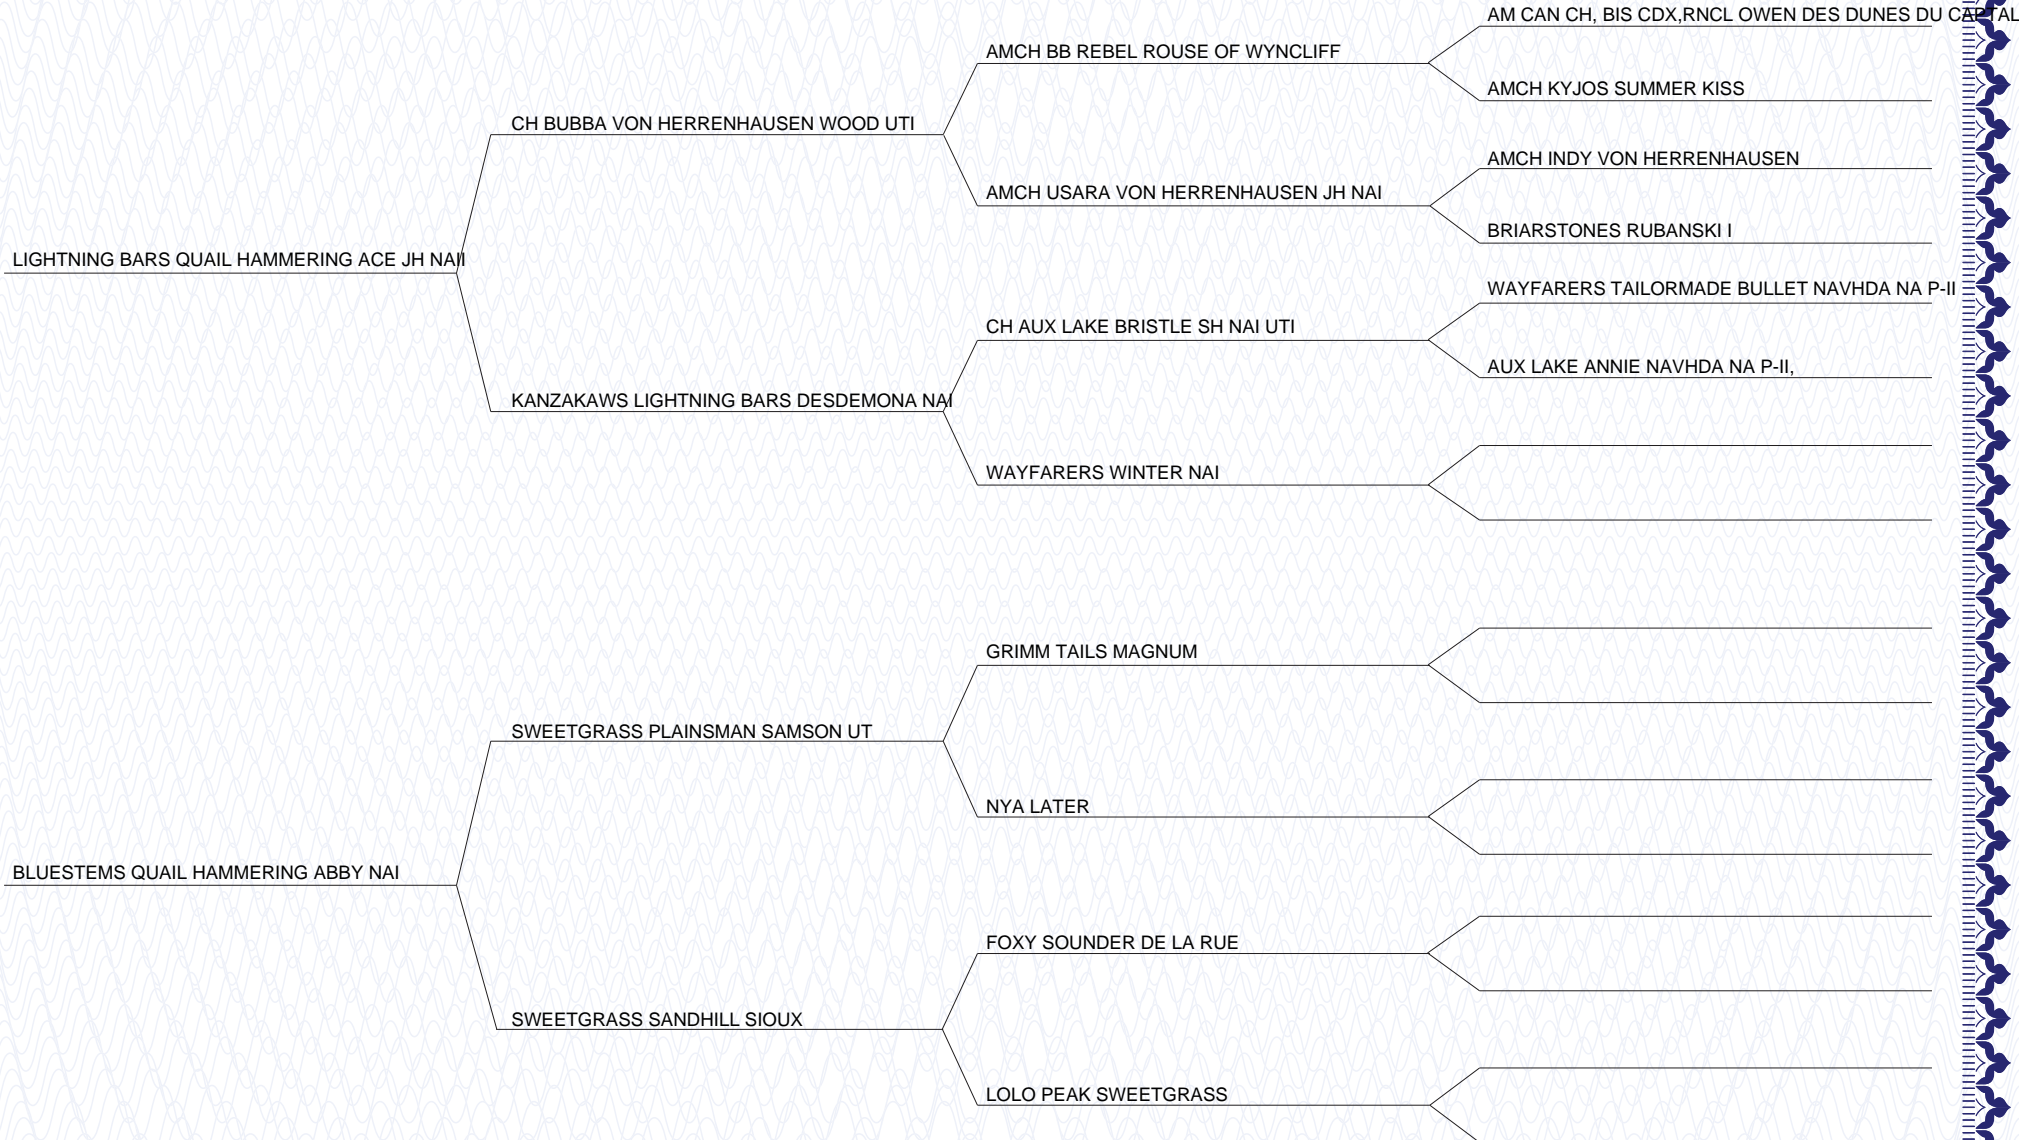 AM CAN CH, BIS CDX,RNCL OWEN DES DUNES DU CAPTAL
AMCH BB REBEL ROUSE OF WYNCLIFF
AMCH KYJOS SUMMER KISS
CH BUBBA VON HERRENHAUSEN WOOD UTI
AMCH INDY VON HERRENHAUSEN
AMCH USARA VON HERRENHAUSEN JH NAI
BRIARSTONES RUBANSKI I
LIGHTNING BARS QUAIL HAMMERING ACE JH NAII
WAYFARERS TAILORMADE BULLET NAVHDA NA P-II
CH AUX LAKE BRISTLE SH NAI UTI
AUX LAKE ANNIE NAVHDA NA P-II,
KANZAKAWS LIGHTNING BARS DESDEMONA NAI
WAYFARERS WINTER NAI
GRIMM TAILS MAGNUM
SWEETGRASS PLAINSMAN SAMSON UT
NYA LATER
BLUESTEMS QUAIL HAMMERING ABBY NAI
FOXY SOUNDER DE LA RUE
SWEETGRASS SANDHILL SIOUX
LOLO PEAK SWEETGRASS